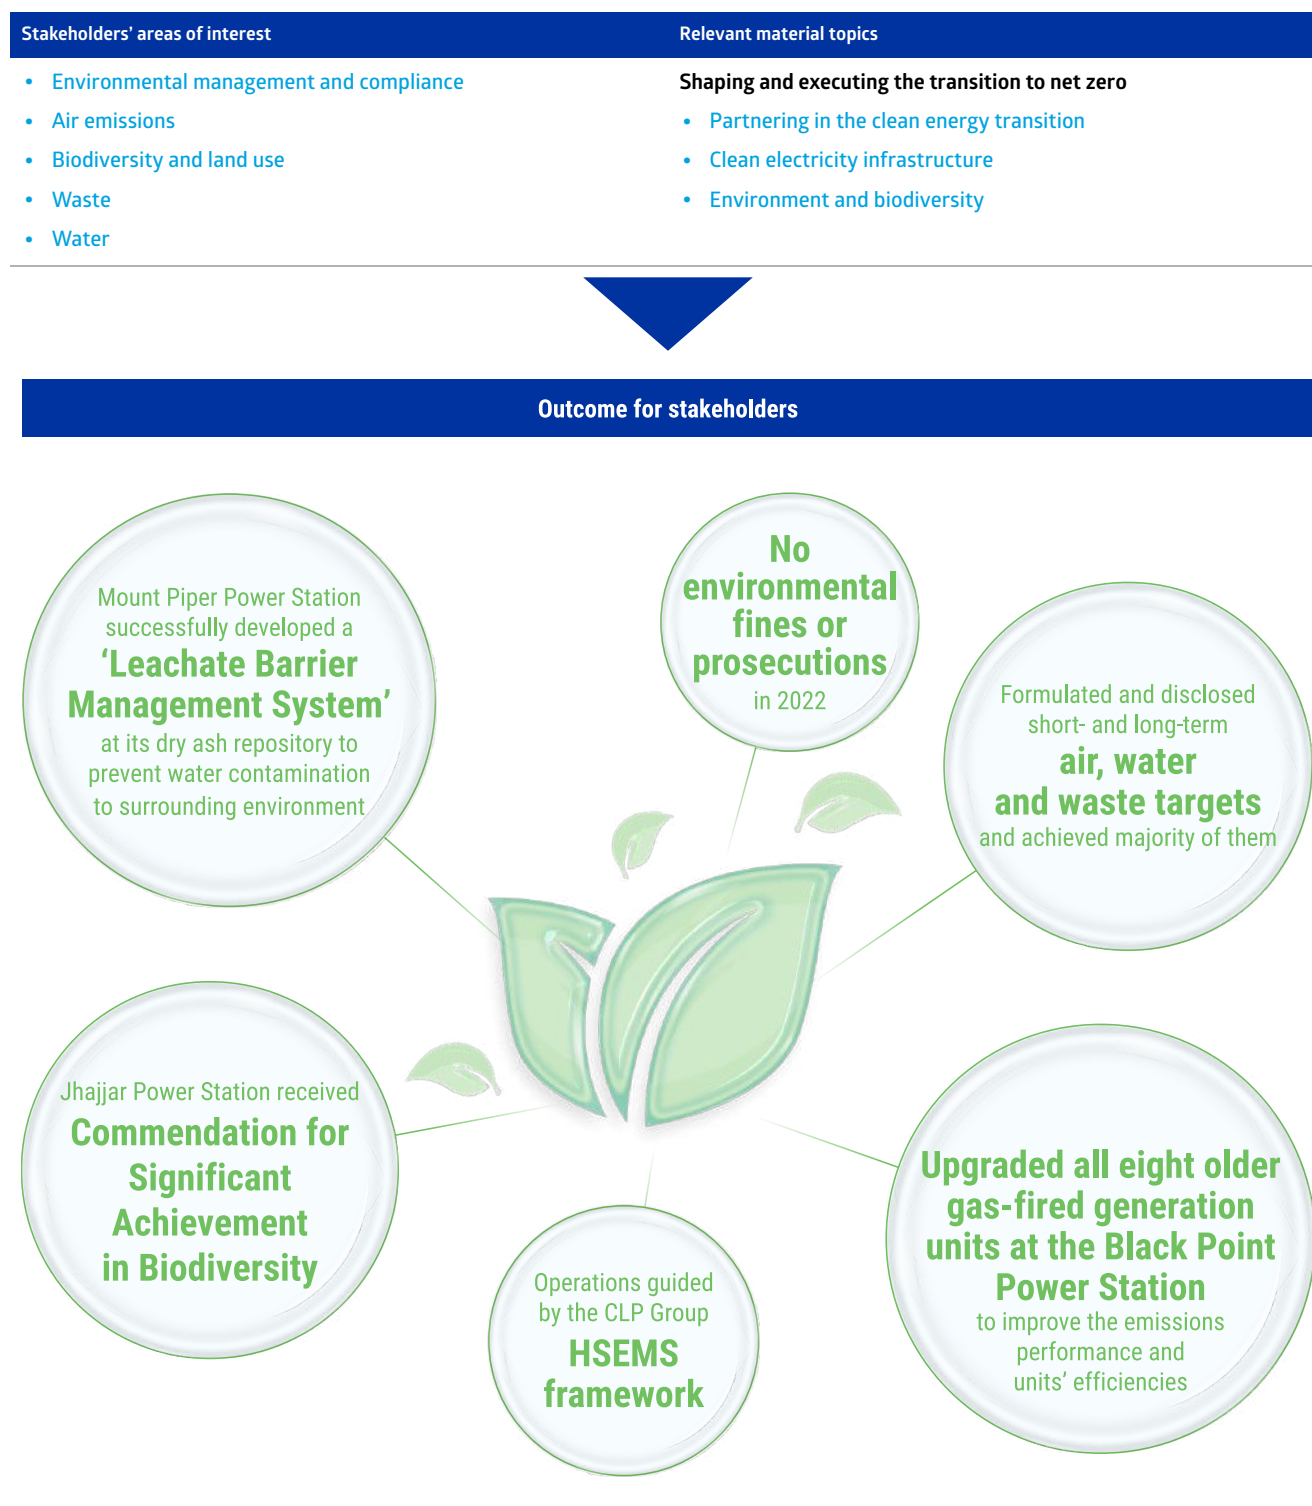 Stakeholders' areas of interest
Relevant material topics
• Environmental management and compliance
• Air emissions
• Biodiversity and land use
• Waste
• Water
Shaping and executing the transition to net zero
• Partnering in the clean energy transition
• Clean electricity infrastructure
• Environment and biodiversity
Outcome for stakeholders
Mount Piper Power Station
successfully developed a
‘Leachate Barrier
Management System’
at its dry ash repository to
prevent water contamination
to surrounding environment
No
environmental
fines or
prosecutions
in 2022
Formulated and disclosed
short- and long-term
air, water
and waste targets
and achieved majority of them
Jhajjar Power Station received
Commendation for
Significant
Achievement
in Biodiversity
Operations guided
by the CLP Group
HSEMS
framework
Upgraded all eight older
gas-fired generation
units at the Black Point
Power Station
to improve the emissions
performance and
units’ efficiencies